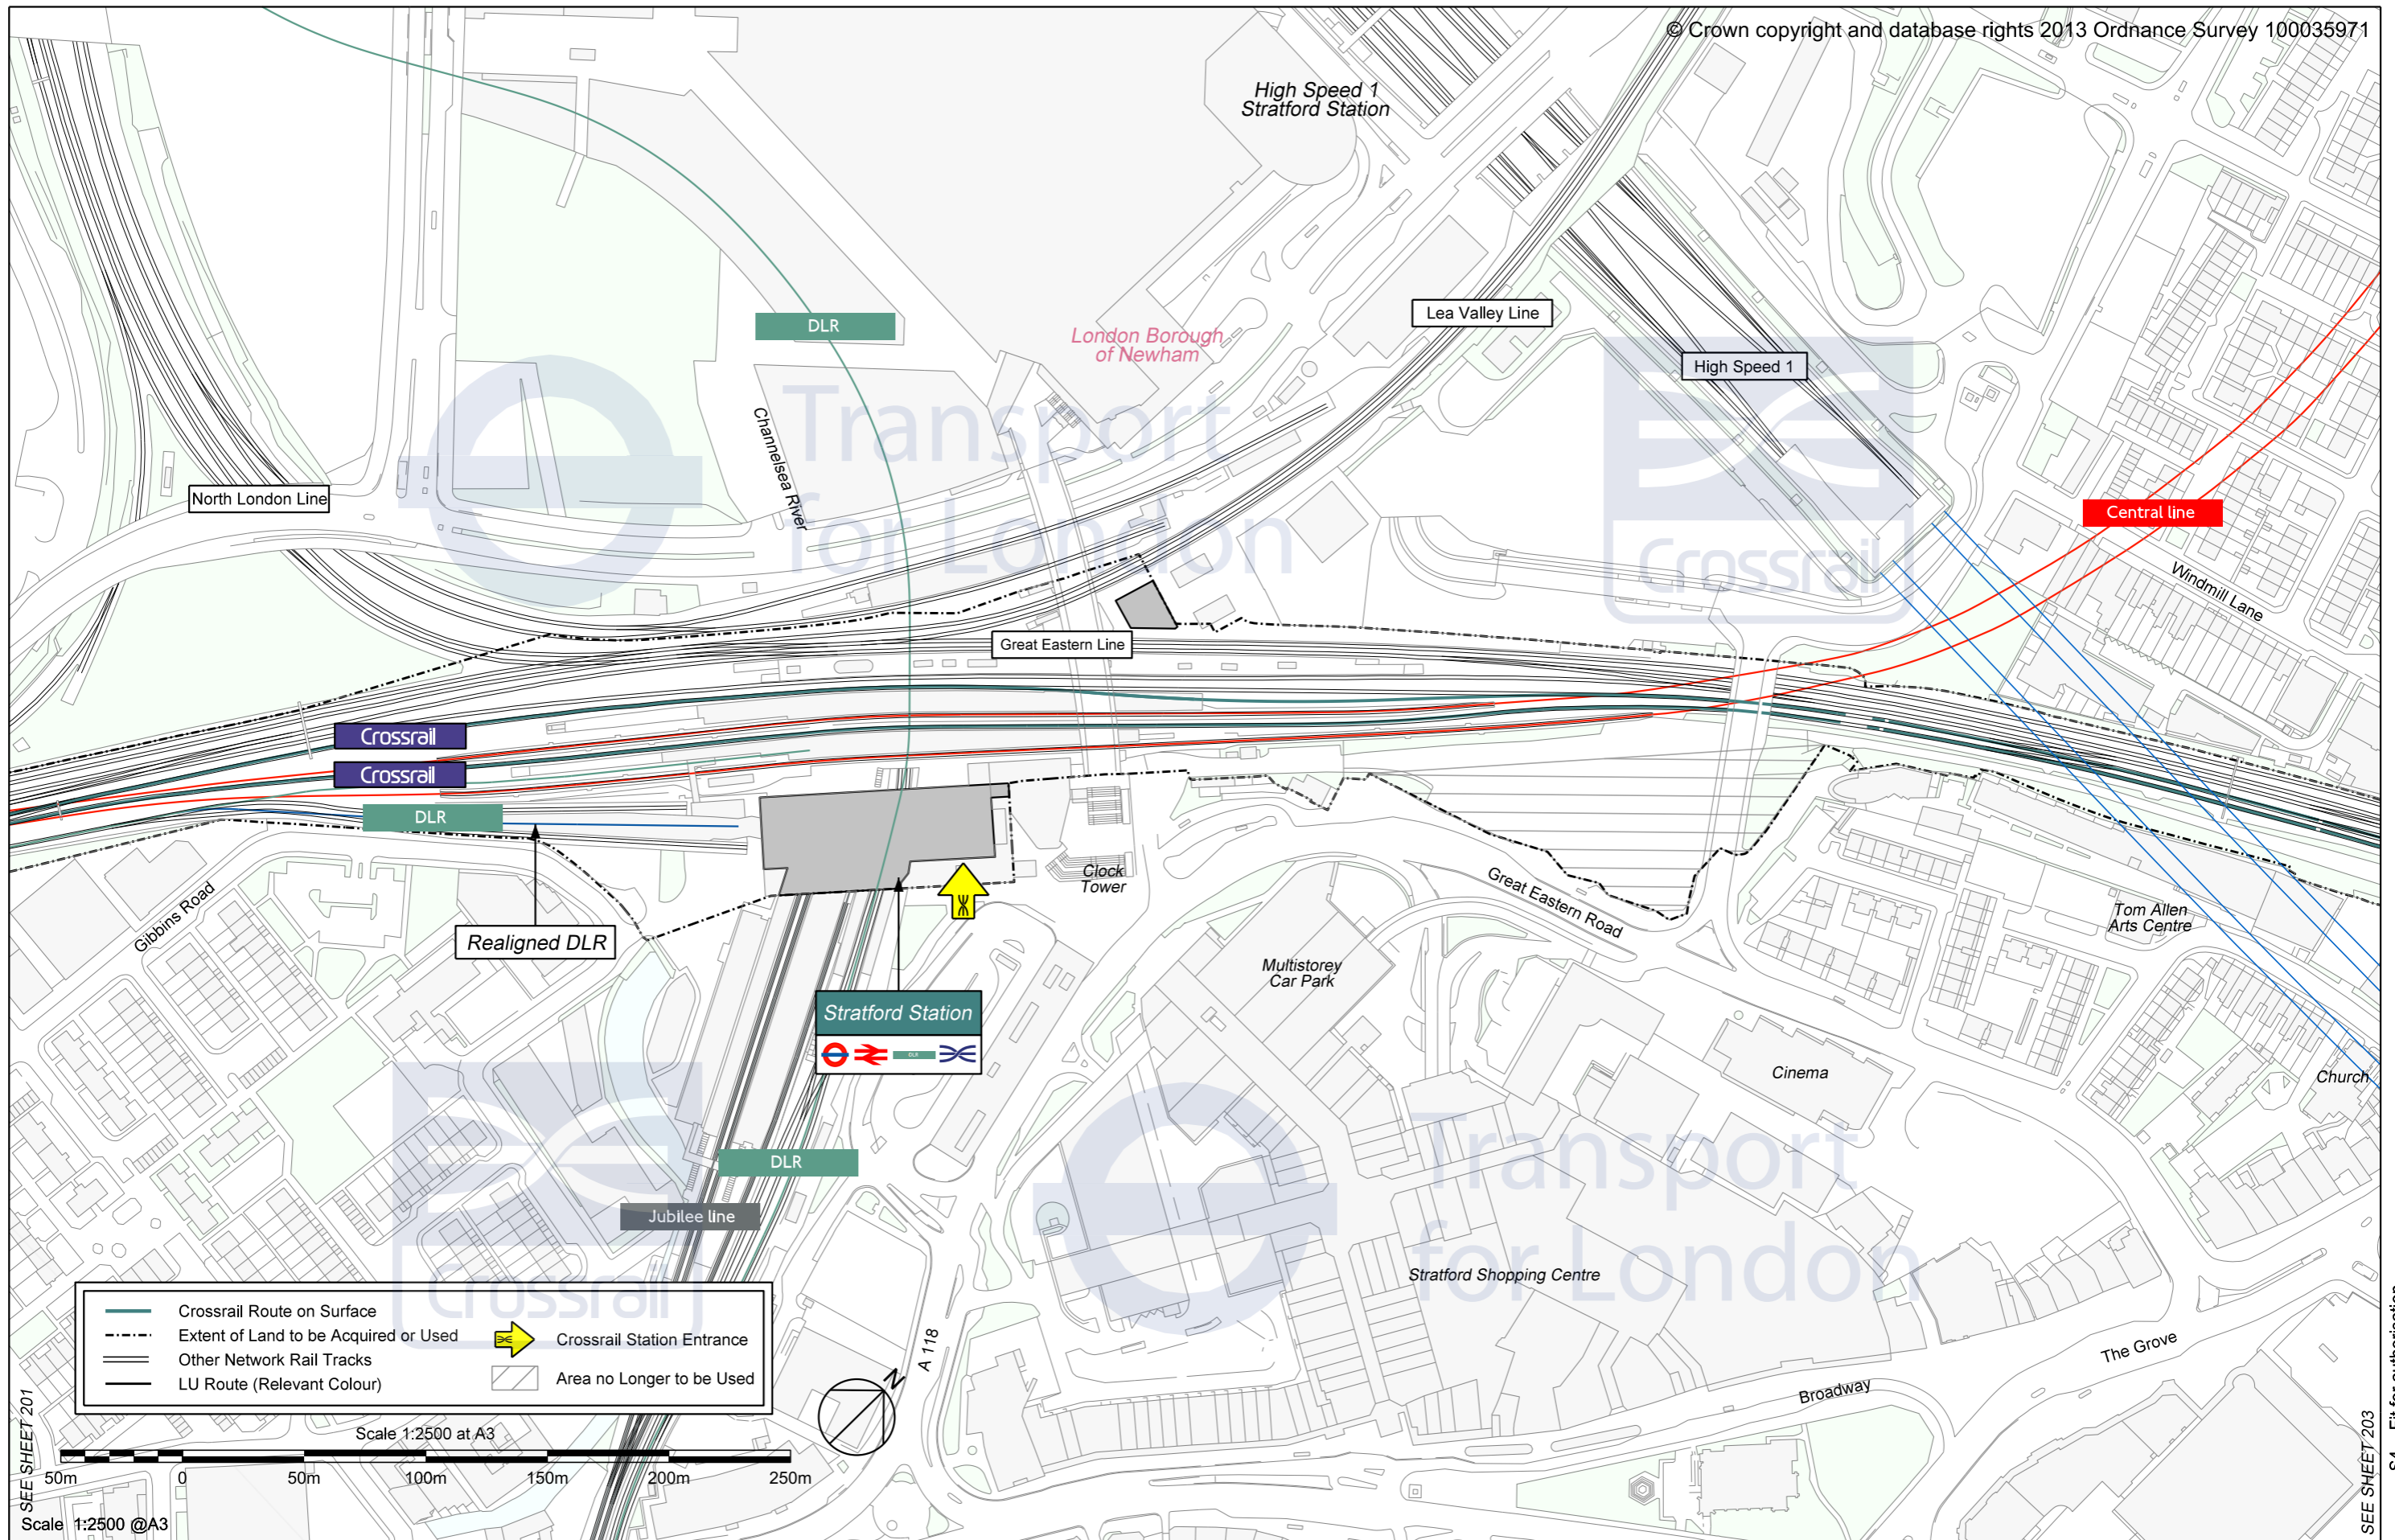 © Crown copyright and database rights 2013 Ordnance Survey 100035971
High Speed 1
Stratford Station
DLR
London Borough
of Newham
Lea Valley Line
High Speed 1
Transport
for London
Channelsea River
North London Line
Crossrail
Central line
Windmill Lane
Great Eastern Line
Crossrail
Crossrail
DLR
Gibbins Road
Realigned DLR
Clock
Tower
Great Eastern Road
Multistorey
Car Park
Tom Allen
Arts Centre
Stratford Station
DLR
Cinema
Church
DLR
Jubilee line
Crossrail
Transport
for London
Stratford Shopping Centre
A 118
The Grove
Broadway
Crossrail Route on Surface
Extent of Land to be Acquired or Used
Other Network Rail Tracks
LU Route (Relevant Colour)
Crossrail Station Entrance
Area no Longer to be Used
N
Scale 1:2500 at A3
50m 0 50m 100m 150m 200m 250m
Scale 1:2500 @A3
SEE SHEET 201
SEE SHEET 203